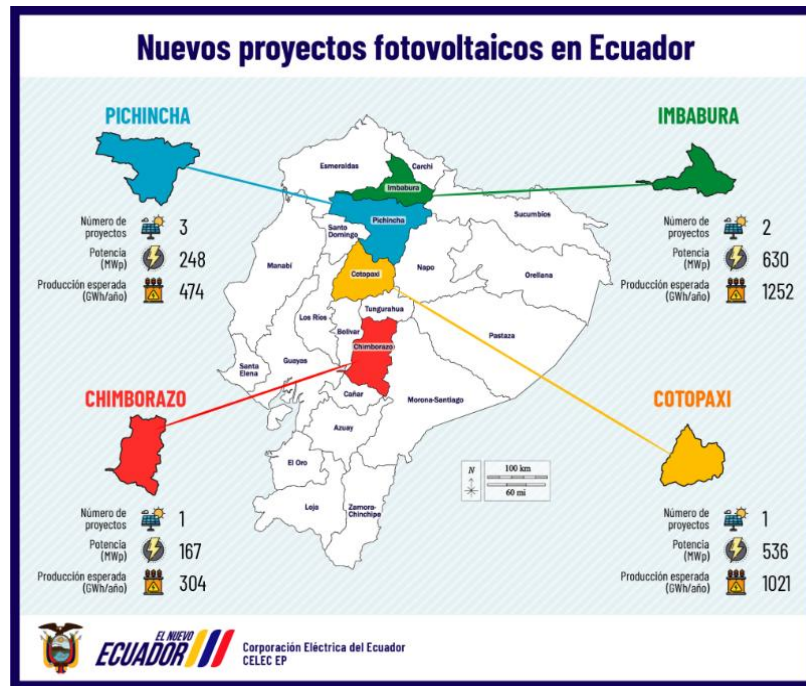 Nuevos proyectos fotovoltaicos en Ecuador
PICHINCHA
Número de
proyectos
3
Potencia
(MWp)
248
Producción esperada
(GWh/año)
474
IMBABURA
Número de
proyectos
2
Potencia
(MWp)
630
Producción esperada
(GWh/año)
1252
Esmeraldas
Carchi
Imbabura
Sucumbíos
Pichincha
Santo
Domingo
Manabí
Cotopaxi
Napo
Orellana
Tungurahua
Los Ríos
Bolívar
Pastaza
Chimborazo
Santa
Elena
Guayas
Cañar
Morona-Santiago
Azuay
El Oro
Loja
Zamora-
Chinchipe
N
100 km
60 mi
CHIMBORAZO
Número de
proyectos
1
Potencia
(MWp)
167
Producción esperada
(GWh/año)
304
COTOPAXI
Número de
proyectos
1
Potencia
(MWp)
536
Producción esperada
(GWh/año)
1021
EL NUEVO
ECUADOR
Corporación Eléctrica del Ecuador
CELEC EP